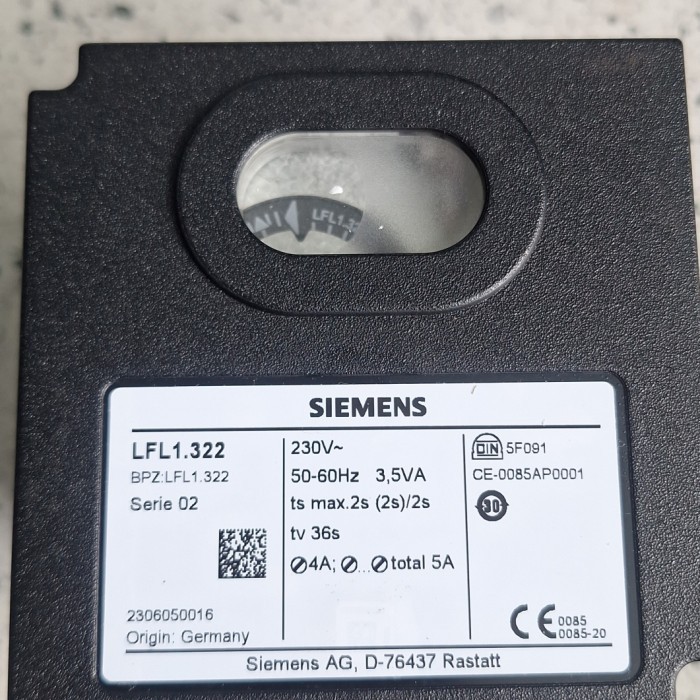 LFL1.32
SIEMENS
LFL1.322
BPZ:LFL1.322
Serie 02
2306050016
Origin: Germany
230V~
50-60Hz 3,5VA
ts max.2s (2s)/2s
tv 36s
4A; ... total 5A
DIN 5F091
CE-0085AP0001
30
CE 0085
0085-20
Siemens AG, D-76437 Rastatt